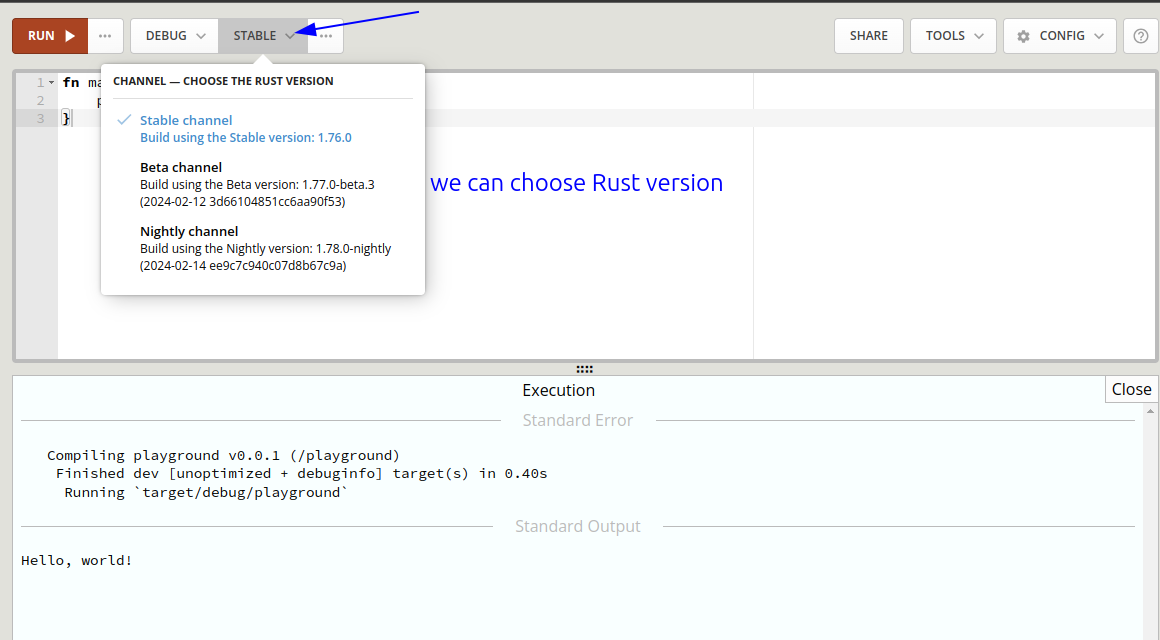 RUN ▶ ··· DEBUG STABLE ··· SHARE TOOLS CONFIG ?
CHANNEL — CHOOSE THE RUST VERSION
1 fn ma
2 p
3 }
Stable channel
Build using the Stable version: 1.76.0
Beta channel
Build using the Beta version: 1.77.0-beta.3
(2024-02-12 3d66104851cc6aa90f53)
we can choose Rust version
Nightly channel
Build using the Nightly version: 1.78.0-nightly
(2024-02-14 ee9c7c940c07d8b67c9a)
Execution
Close
Standard Error
Compiling playground v0.0.1 (/playground)
Finished dev [unoptimized + debuginfo] target(s) in 0.40s
Running `target/debug/playground`
Standard Output
Hello, world!